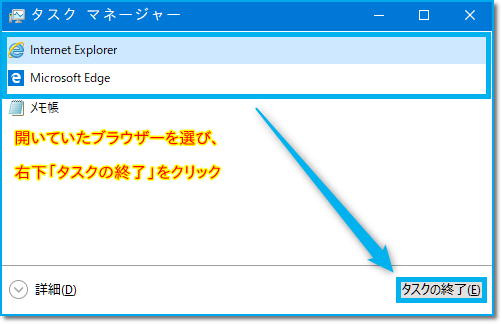 タスク マネージャー
Internet Explorer
Microsoft Edge
メモ帳
開いていたブラウザーを選び、
右下「タスクの終了」をクリック
詳細(D)
タスクの終了(E)